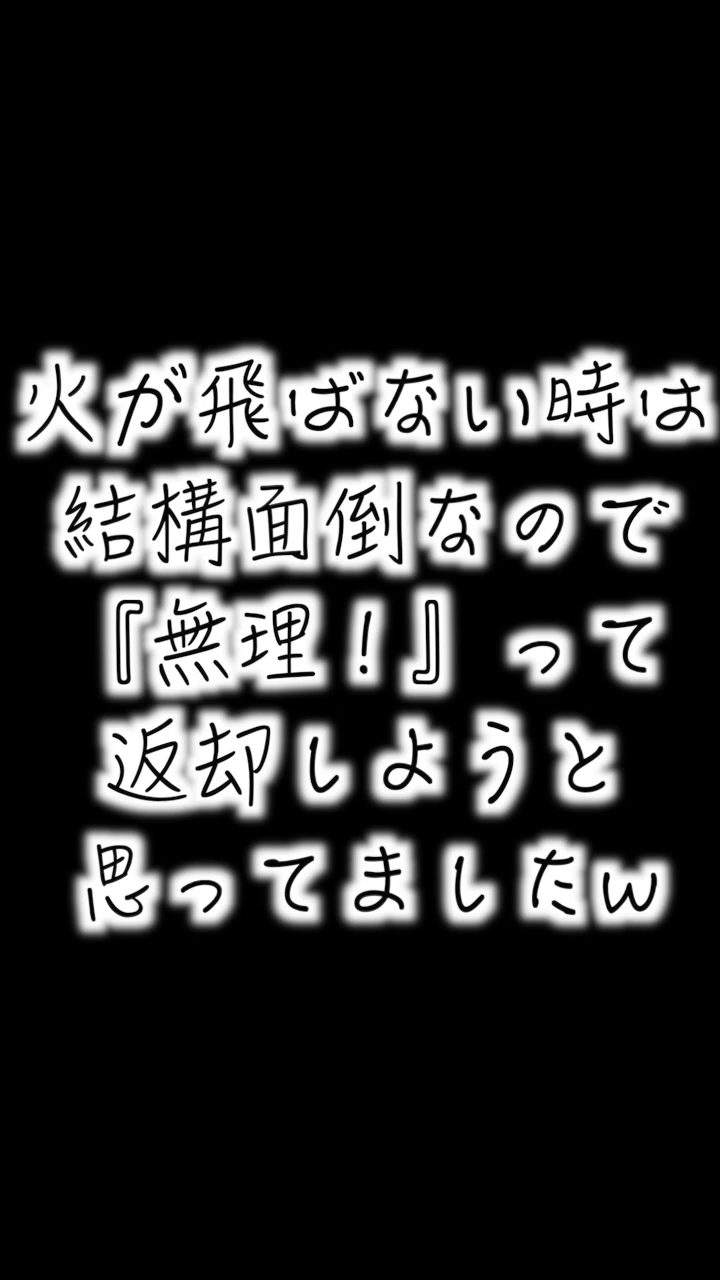 火が飛ばない時は
結構面倒なので
『無理！』って
返却しようと
思ってましたw